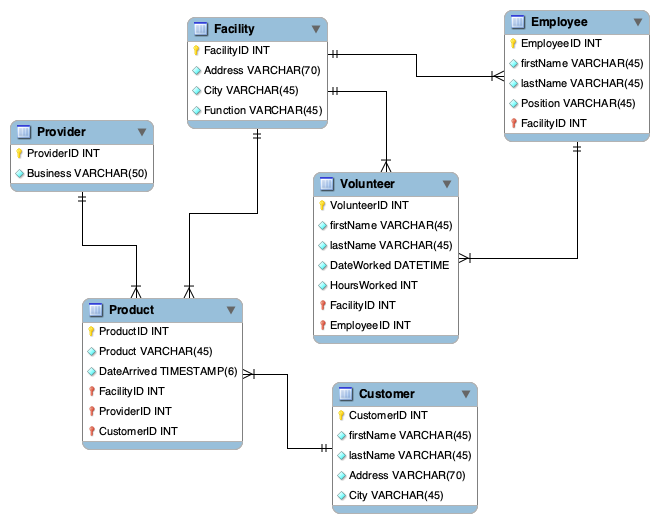 Facility
FacilityID INT
Address VARCHAR(70)
City VARCHAR(45)
Function VARCHAR(45)
Employee
EmployeeID INT
firstName VARCHAR(45)
lastName VARCHAR(45)
Position VARCHAR(45)
FacilityID INT
Provider
ProviderID INT
Business VARCHAR(50)
Volunteer
VolunteerID INT
firstName VARCHAR(45)
lastName VARCHAR(45)
DateWorked DATETIME
HoursWorked INT
FacilityID INT
EmployeeID INT
Product
ProductID INT
Product VARCHAR(45)
DateArrived TIMESTAMP(6)
FacilityID INT
ProviderID INT
CustomerID INT
Customer
CustomerID INT
firstName VARCHAR(45)
lastName VARCHAR(45)
Address VARCHAR(70)
City VARCHAR(45)